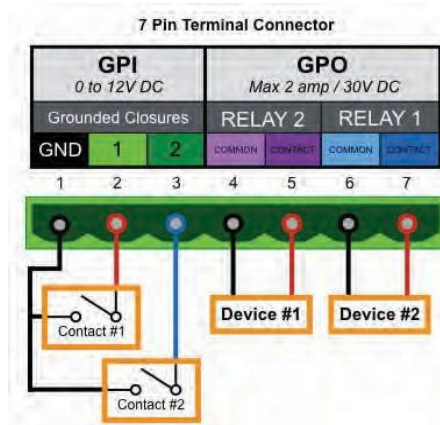 7 Pin Terminal Connector
GPI GPO
0 to 12V DC Max 2 amp / 30V DC
Grounded Closures RELAY 2 RELAY 1
GND 1 2 COMMON CONTACT COMMON CONTACT
1 2 3 4 5 6 7
Contact #1 Device #1 Device #2
Contact #2